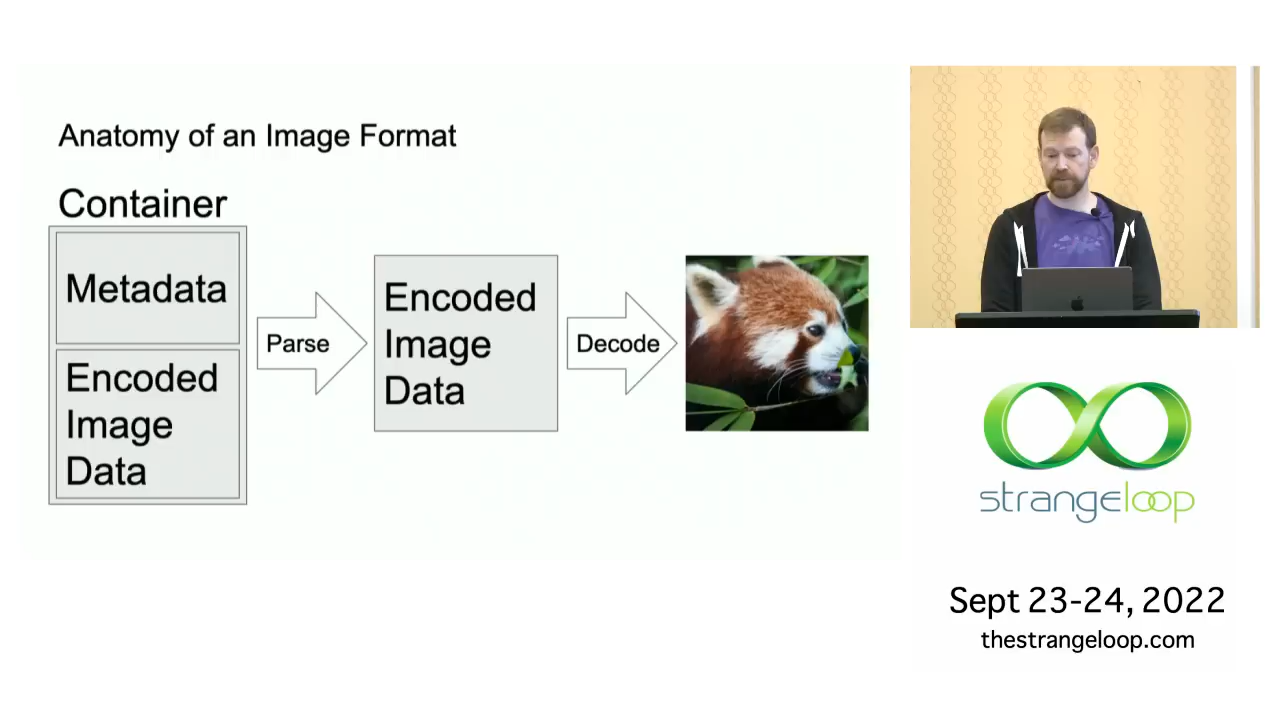 Anatomy of an Image Format
Container
Metadata
Encoded
Image
Data
Parse
Encoded
Image
Data
Decode
strangeloop
Sept 23-24, 2022
thestrangeloop.com